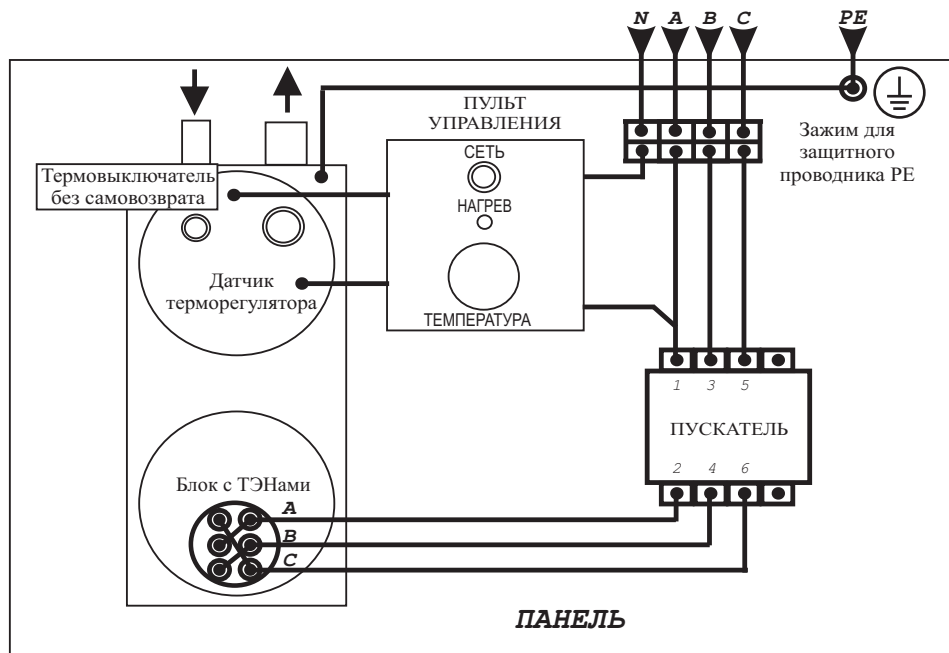 N A B C PE
ПУЛЬТ
УПРАВЛЕНИЯ
Зажим для
защитного
проводника PE
СЕТЬ
НАГРЕВ
ТЕМПЕРАТУРА
Термовыключатель
без самовозврата
Датчик
терморегулятора
1 3 5
ПУСКАТЕЛЬ
2 4 6
Блок с ТЭНами
A
B
C
ПАНЕЛЬ